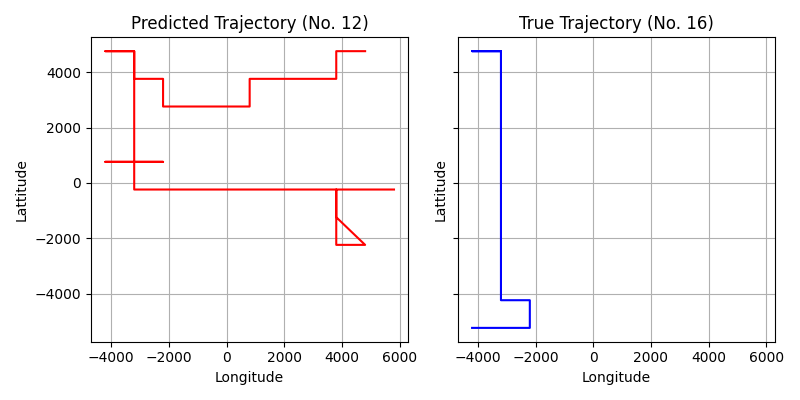 Predicted Trajectory (No. 12)
4000
2000
0
−2000
−4000
Lattitude
−4000 −2000 0 2000 4000 6000
Longitude
True Trajectory (No. 16)
Lattitude
−4000 −2000 0 2000 4000 6000
Longitude